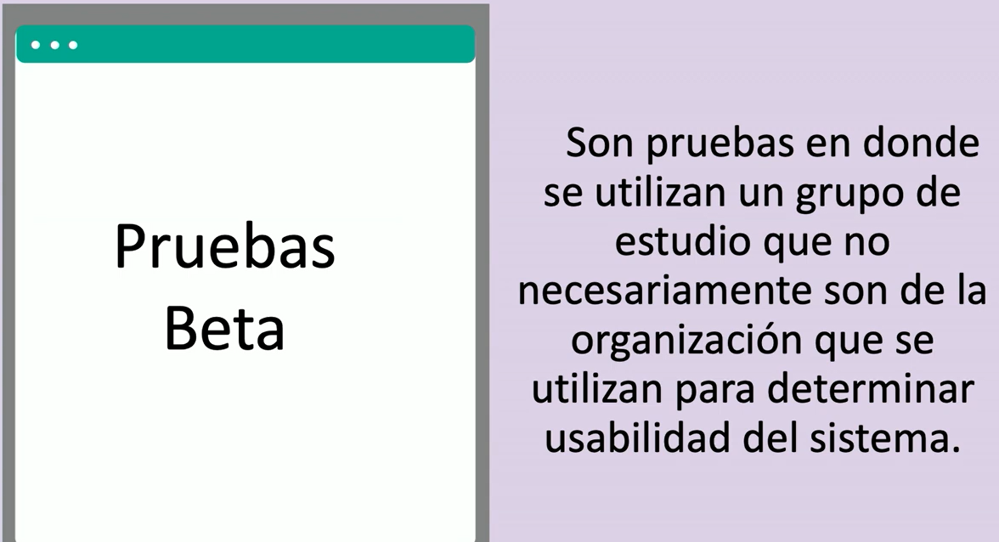 Pruebas
Beta
Son pruebas en donde
se utilizan un grupo de
estudio que no
necesariamente son de la
organización que se
utilizan para determinar
usabilidad del sistema.